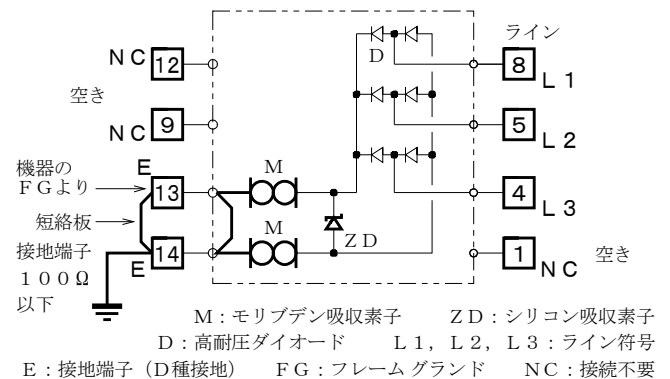 ライン
NC 12
D
8 L1
空き
NC 9
5 L2
機器の
FGより
E
13
M
4 L3
短絡板
M
ZD
接地端子
14
1 NC
空き
100Ω
E
以下
M:モリブデン吸収素子 ZD:シリコン吸収素子
D:高耐圧ダイオード L1,L2,L3:ライン符号
E:接地端子(D種接地) FG:フレームグランド NC:接続不要